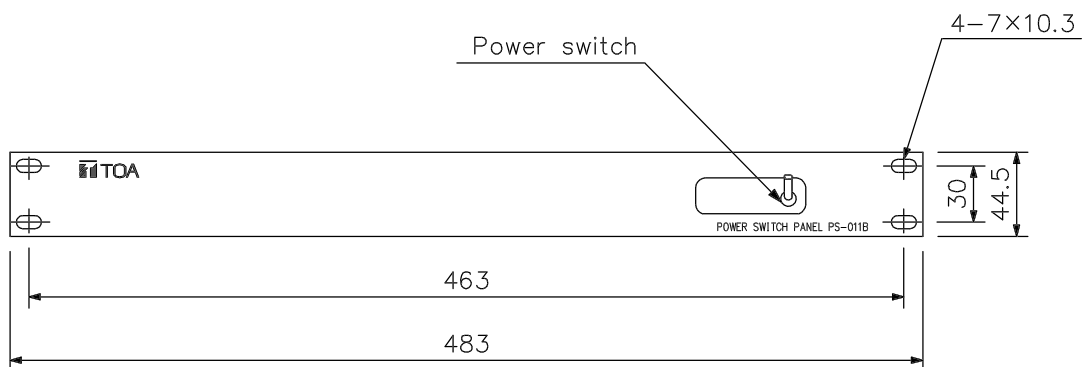 4-7×10.3
Power switch
TOA
POWER SWITCH PANEL PS-011B
30
44.5
463
483